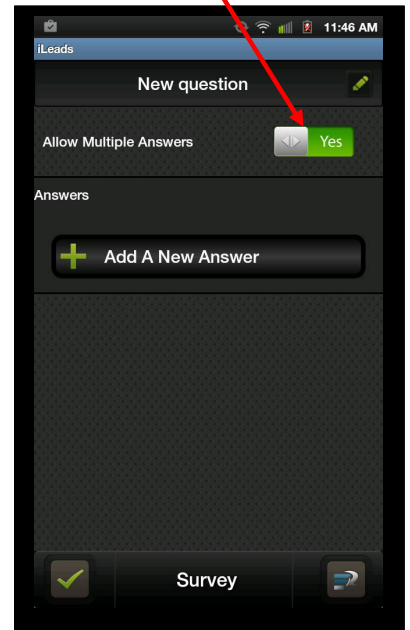 11:46 AM
iLeads
New question
Allow Multiple Answers
Yes
Answers
Add A New Answer
Survey